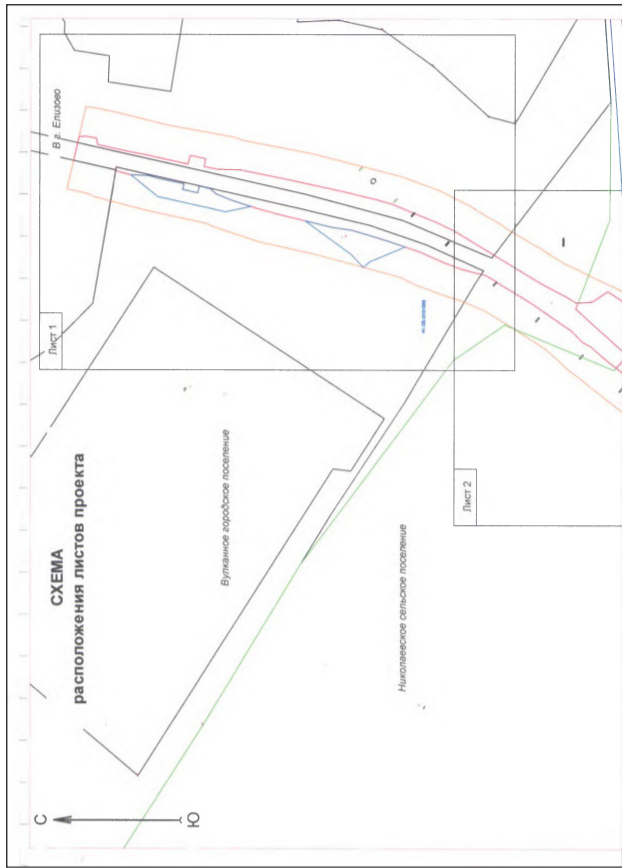 С
Ю
СХЕМА
расположения листов проекта
Вулканное городское поселение
Николаевское сельское поселение
Лист 1
Лист 2
В г. Елизово